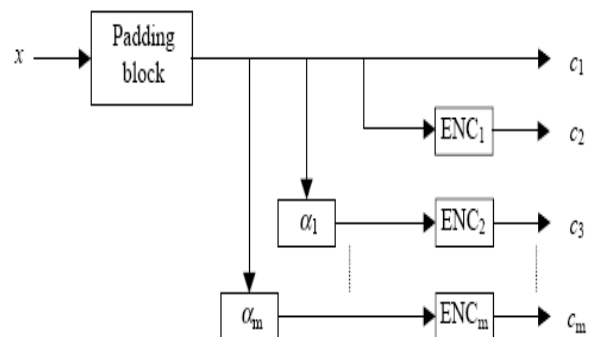 x
Padding
block
c1
ENC1
c2
α1
ENC2
c3
αm
ENCm
cm